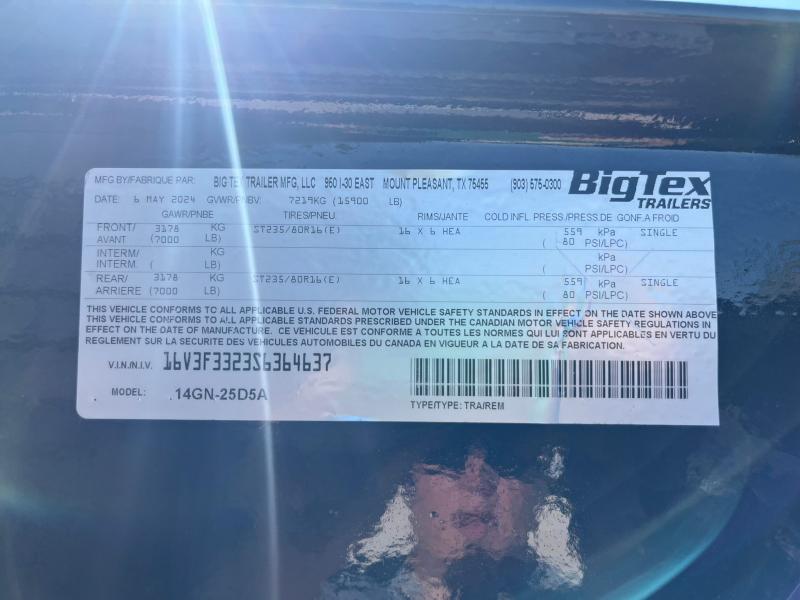 MFG BY/FABRIQUE PAR: BIG TEX TRAILER MFG, LLC 950 I-30 EAST MOUNT PLEASANT, TX 75455 (903) 575-0300 BigTex TRAILERS
DATE: 6 MAY 2024 GVWR/PNBV: 7219KG (15900 LB)
GAWR/PNBE TIRES/PNEU. RIMS/JANTE COLD INFL. PRESS./PRESS.DE GONF.A FROID
FRONT/ 3178 KG ST235/80R16(E) 16 X 6 HEA 559 kPa SINGLE
AVANT (7000 LB) ( 80 PSI/LPC)
INTERM/ KG kPa
INTERM. ( LB) ( PSI/LPC)
REAR/ 3178 KG ST235/80R16(E) 16 X 6 HEA 559 kPa SINGLE
ARRIERE (7000 LB) ( 80 PSI/LPC)
THIS VEHICLE CONFORMS TO ALL APPLICABLE U.S. FEDERAL MOTOR VEHICLE SAFETY STANDARDS IN EFFECT ON THE DATE SHOWN ABOVE
THIS VEHICLE CONFORMS TO ALL APPLICABLE STANDARDS PRESCRIBED UNDER THE CANADIAN MOTOR VEHICLE SAFETY REGULATIONS IN
EFFECT ON THE DATE OF MANUFACTURE. CE VEHICULE EST CONFORME A TOUTES LES NORMES QUI LUI SONT APPLICABLES EN VERTU DU
REGLEMENT SUR LA SECURITE DES VEHICULES AUTOMOBILES DU CANADA EN VIGUEUR A LA DATE DE SA FABRICATION.
V.I.N./N.I.V. 16V3F3323S6364637
MODEL: 14GN-25D5A
TYPE/TYPE: TRA/REM